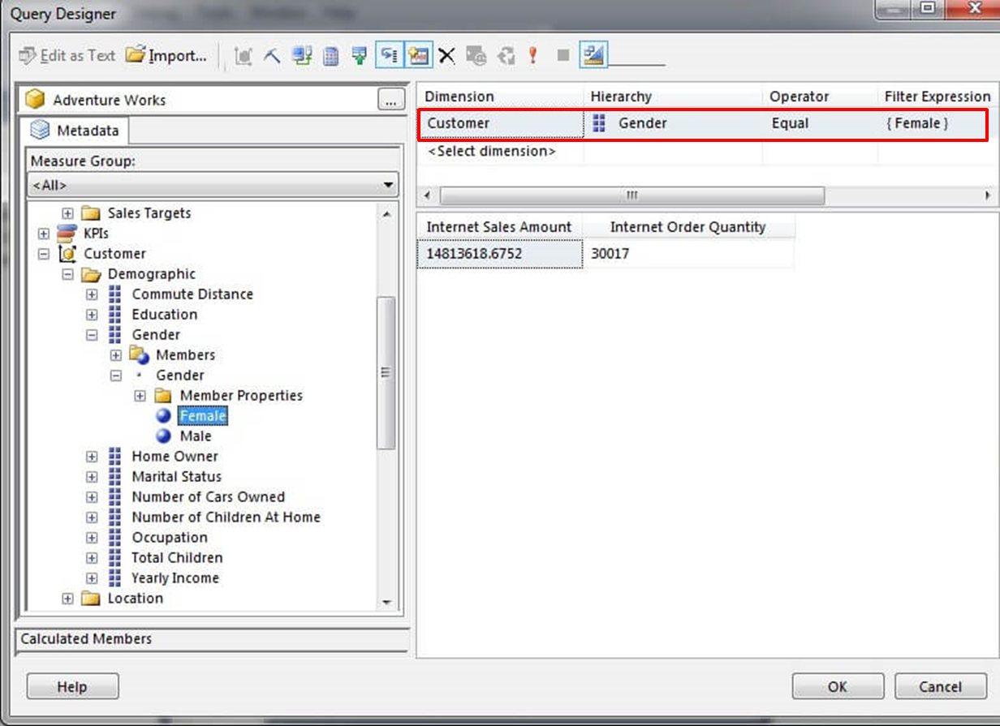 Query Designer
Edit as Text Import...
Adventure Works ...
Metadata
Measure Group:
<All>
Sales Targets
KPIs
Customer
Demographic
Commute Distance
Education
Gender
Members
Gender
Member Properties
Female
Male
Home Owner
Marital Status
Number of Cars Owned
Number of Children At Home
Occupation
Total Children
Yearly Income
Location
Calculated Members
Dimension Hierarchy Operator Filter Expression
Customer Gender Equal { Female }
<Select dimension>
Internet Sales Amount Internet Order Quantity
14813618.6752 30017
Help OK Cancel